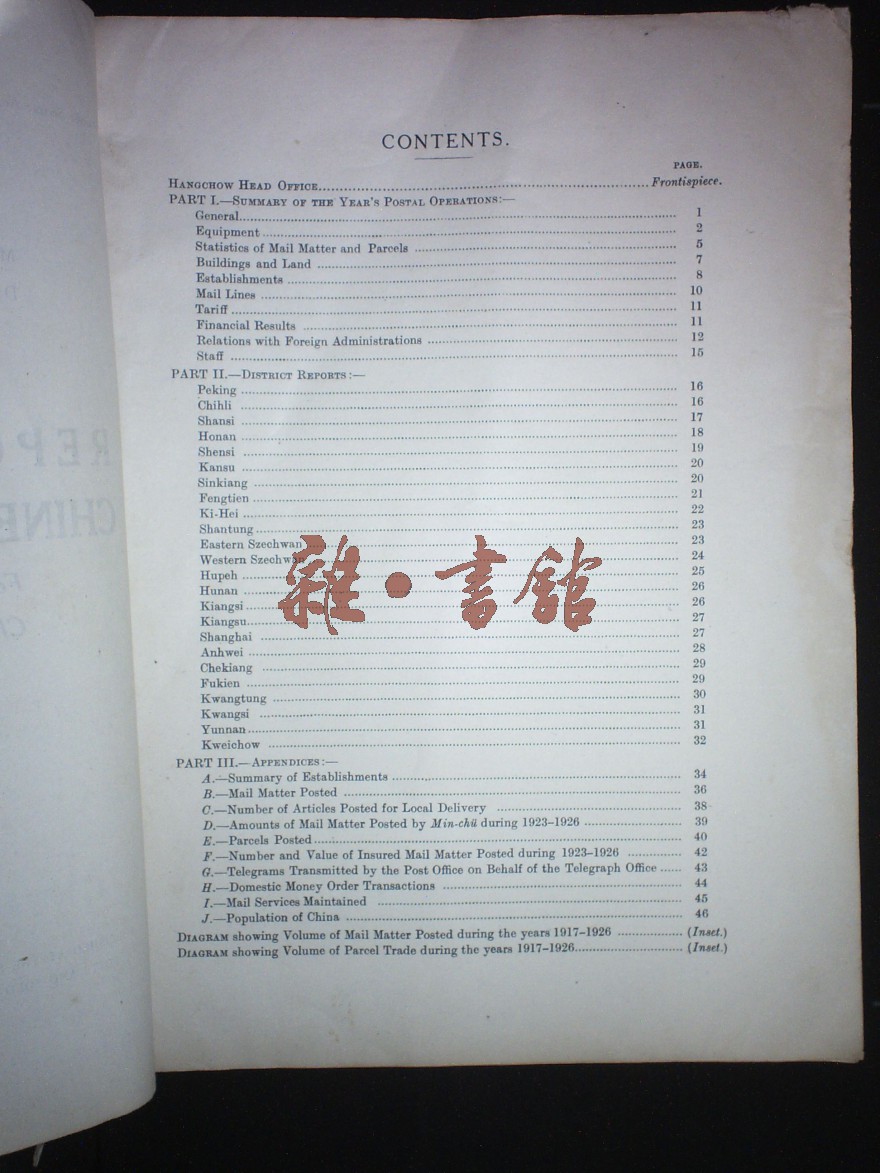 CONTENTS.
PAGE.
HANGCHOW HEAD OFFICE........ Frontispiece.
PART I.—SUMMARY OF THE YEAR'S POSTAL OPERATIONS:—
General........ 1
Equipment........ 2
Statistics of Mail Matter and Parcels........ 5
Buildings and Land........ 7
Establishments........ 8
Mail Lines........ 10
Tariff........ 11
Financial Results........ 11
Relations with Foreign Administrations........ 12
Staff........ 15
PART II.—DISTRICT REPORTS:—
Peking........ 16
Chihli........ 16
Shansi........ 17
Honan........ 18
Shensi........ 19
Kansu........ 20
Sinkiang........ 20
Fengtien........ 21
Ki-Hei........ 22
Shantung........ 23
Eastern Szechwan........ 23
Western Szechwan........ 24
Hupeh........ 25
Hunan........ 26
Kiangsi........ 26
Kiangsu........ 27
Shanghai........ 27
Anhwei........ 28
Chekiang........ 29
Fukien........ 29
Kwangtung........ 30
Kwangsi........ 31
Yunnan........ 31
Kweichow........ 32
PART III.—APPENDICES:—
A.—Summary of Establishments........ 34
B.—Mail Matter Posted........ 36
C.—Number of Articles Posted for Local Delivery........ 38
D.—Amounts of Mail Matter Posted by Min-chü during 1923–1926........ 39
E.—Parcels Posted........ 40
F.—Number and Value of Insured Mail Matter Posted during 1923–1926........ 42
G.—Telegrams Transmitted by the Post Office on Behalf of the Telegraph Office...... 43
H.—Domestic Money Order Transactions........ 44
I.—Mail Services Maintained........ 45
J.—Population of China........ 46
DIAGRAM showing Volume of Mail Matter Posted during the years 1917–1926........ (Inset.)
DIAGRAM showing Volume of Parcel Trade during the years 1917–1926........ (Inset.)
雜•書館